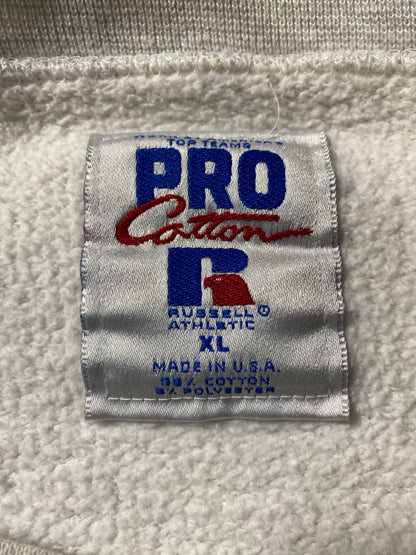 TOP TEAMS
PRO
Cotton
R
RUSSELL®
ATHLETIC
XL
MADE IN U.S.A.
COTTON
POLYESTER